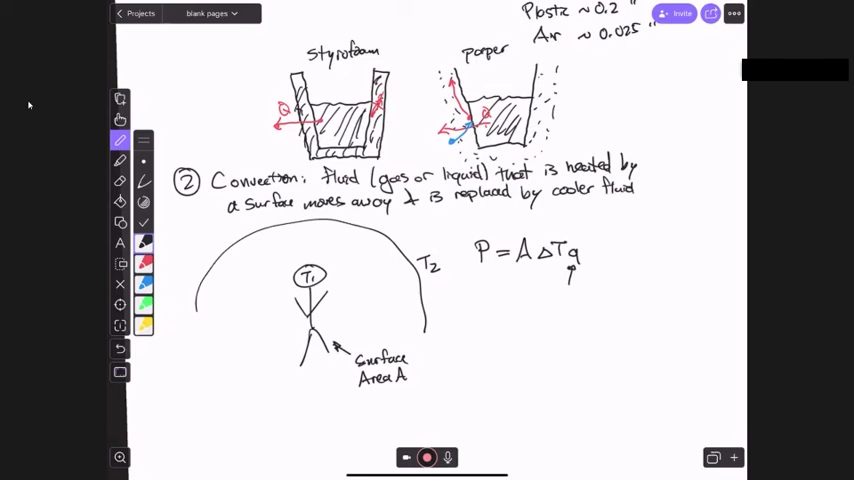 Projects
blank pages
Invite
Plastic ~ 0.2 "
Air ~ 0.025 "
styrofoam
paper
Q
Q
② Convection: fluid (gas or liquid) that is heated by
a surface moves away & is replaced by cooler fluid
T₁
T₂
P = A ΔT q
Surface
Area A